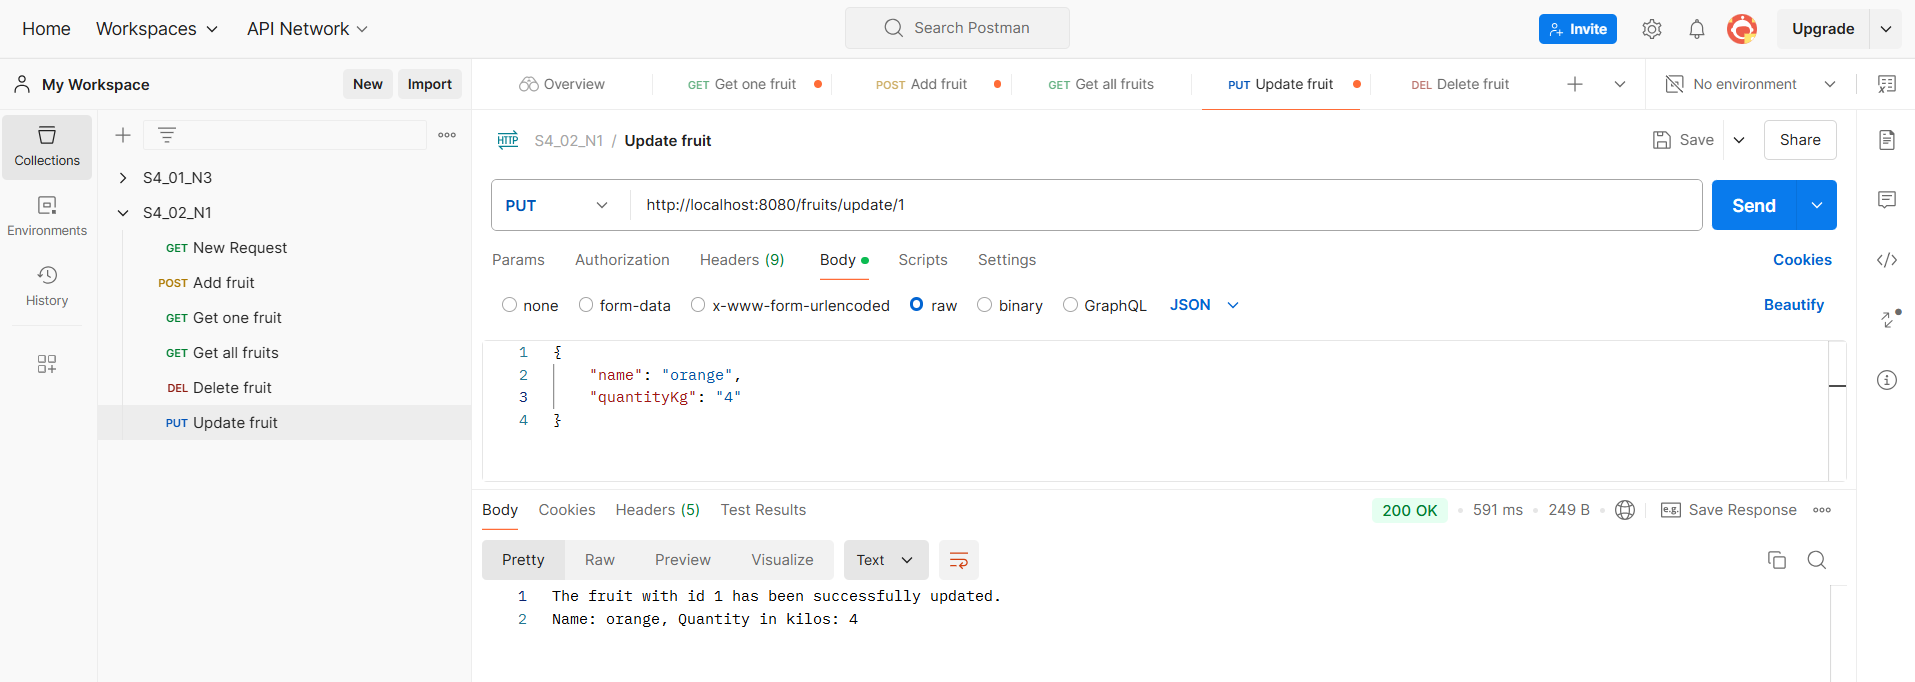 Home Workspaces API Network Search Postman Invite Upgrade
My Workspace New Import
Overview GET Get one fruit POST Add fruit GET Get all fruits PUT Update fruit DEL Delete fruit No environment
Collections
Environments
History
S4_01_N3
S4_02_N1
GET New Request
POST Add fruit
GET Get one fruit
GET Get all fruits
DEL Delete fruit
PUT Update fruit
HTTP S4_02_N1 / Update fruit Save Share
PUT http://localhost:8080/fruits/update/1 Send
Params Authorization Headers (9) Body Scripts Settings Cookies
none form-data x-www-form-urlencoded raw binary GraphQL JSON Beautify
1 {
2 "name": "orange",
3 "quantityKg": "4"
4 }
Body Cookies Headers (5) Test Results 200 OK 591 ms 249 B e.g. Save Response
Pretty Raw Preview Visualize Text
1 The fruit with id 1 has been successfully updated.
2 Name: orange, Quantity in kilos: 4